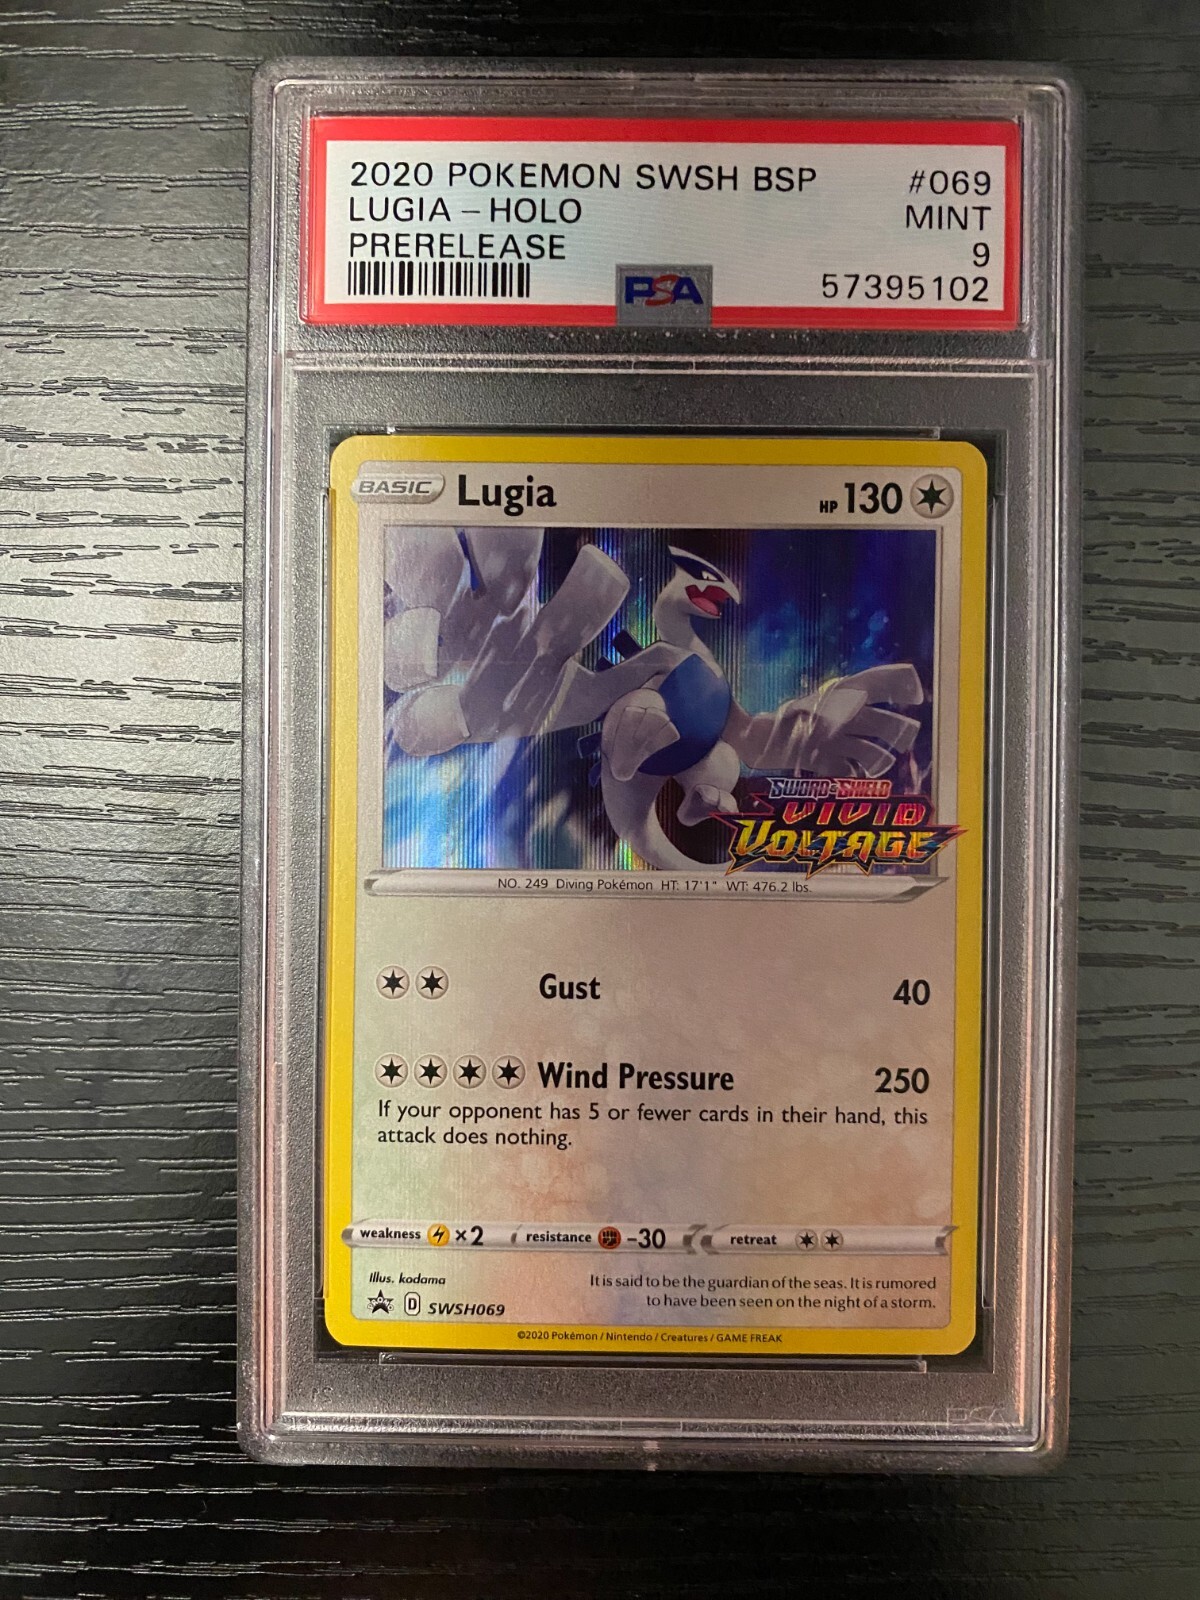 2020 POKEMON SWSH BSP #069
LUGIA – HOLO MINT
PRERELEASE 9
57395102
PSA
BASIC Lugia HP 130
SWORD & SHIELD
VIVID
VOLTAGE
NO. 249 Diving Pokémon HT: 17'1" WT: 476.2 lbs.
Gust 40
Wind Pressure 250
If your opponent has 5 or fewer cards in their hand, this
attack does nothing.
weakness ×2 resistance -30 retreat
Illus. kodama
It is said to be the guardian of the seas. It is rumored
to have been seen on the night of a storm.
D SWSH069
©2020 Pokémon / Nintendo / Creatures / GAME FREAK
PSA